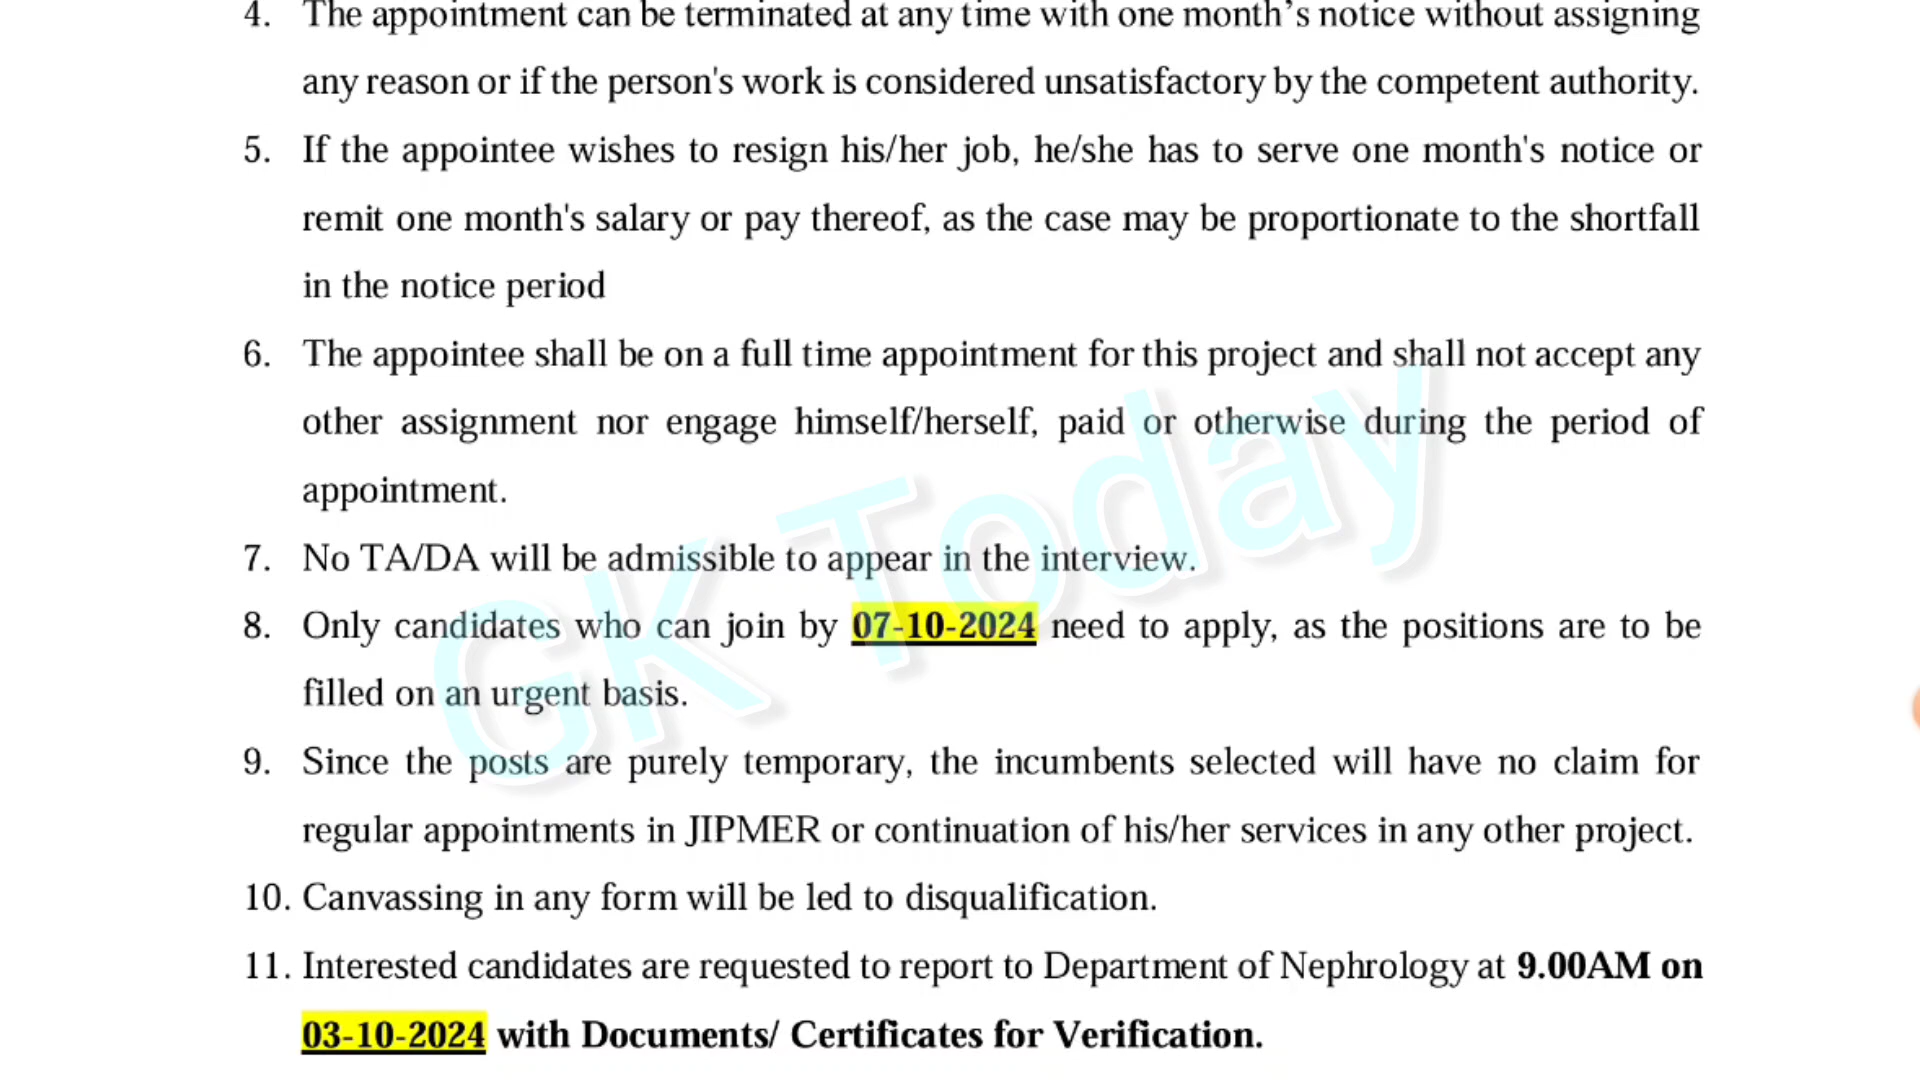 4. The appointment can be terminated at any time with one month’s notice without assigning
any reason or if the person's work is considered unsatisfactory by the competent authority.
5. If the appointee wishes to resign his/her job, he/she has to serve one month's notice or
remit one month's salary or pay thereof, as the case may be proportionate to the shortfall
in the notice period
6. The appointee shall be on a full time appointment for this project and shall not accept any
other assignment nor engage himself/herself, paid or otherwise during the period of
appointment.
7. No TA/DA will be admissible to appear in the interview.
8. Only candidates who can join by 07-10-2024 need to apply, as the positions are to be
filled on an urgent basis.
9. Since the posts are purely temporary, the incumbents selected will have no claim for
regular appointments in JIPMER or continuation of his/her services in any other project.
10. Canvassing in any form will be led to disqualification.
11. Interested candidates are requested to report to Department of Nephrology at 9.00AM on
03-10-2024 with Documents/ Certificates for Verification.
GK Today